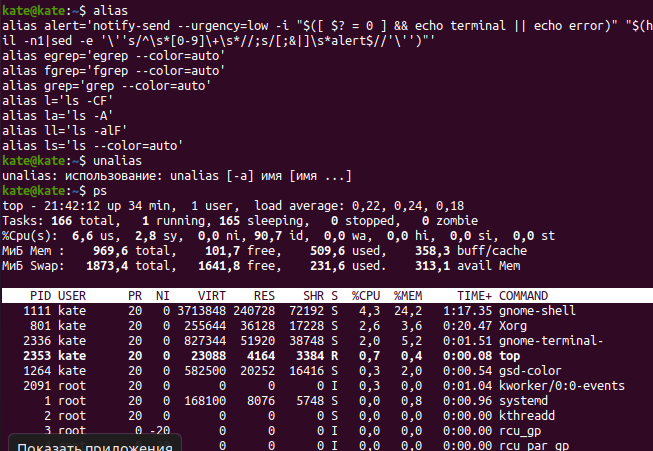 kate@kate:~$ alias
alias alert='notify-send --urgency=low -i "$([ $? = 0 ] && echo terminal || echo error)" "$(h
il -n1|sed -e '\''s/^\s*[0-9]\+\s*//;s/[;&|]\s*alert$//'\'')"'
alias egrep='egrep --color=auto'
alias fgrep='fgrep --color=auto'
alias grep='grep --color=auto'
alias l='ls -CF'
alias la='ls -A'
alias ll='ls -alF'
alias ls='ls --color=auto'
kate@kate:~$ unalias
unalias: использование: unalias [-a] имя [имя ...]
kate@kate:~$ ps
top - 21:42:12 up 34 min,  1 user,  load average: 0,22, 0,24, 0,18
Tasks: 166 total,   1 running, 165 sleeping,   0 stopped,   0 zombie
%Cpu(s):  6,6 us,  2,8 sy,  0,0 ni, 90,7 id,  0,0 wa,  0,0 hi,  0,0 si,  0,0 st
МиБ Mem :    969,6 total,    101,7 free,    509,6 used,    358,3 buff/cache
МиБ Swap:   1873,4 total,   1641,8 free,    231,6 used.    313,1 avail Mem
PID USER      PR  NI    VIRT    RES    SHR S  %CPU  %MEM     TIME+ COMMAND
1111 kate      20   0 3713848 240728  72192 S   4,3  24,2   1:17.35 gnome-shell
801 kate      20   0  255644  36128  17228 S   2,6   3,6   0:20.47 Xorg
2336 kate      20   0  827344  51920  38748 S   2,0   5,2   0:01.51 gnome-terminal-
2353 kate      20   0   23088   4164   3384 R   0,7   0,4   0:00.08 top
1264 kate      20   0  582500  20252  16416 S   0,3   2,0   0:00.54 gsd-color
2091 root      20   0       0      0      0 I   0,3   0,0   0:01.04 kworker/0:0-events
1 root      20   0  168100   8076   5748 S   0,0   0,8   0:00.96 systemd
2 root      20   0       0      0      0 S   0,0   0,0   0:00.00 kthreadd
3 root       0 -20       0      0      0 I   0,0   0,0   0:00.00 rcu_gp
0      0      0 I   0,0   0,0   0:00.00 rcu_par_gp
Показать приложения